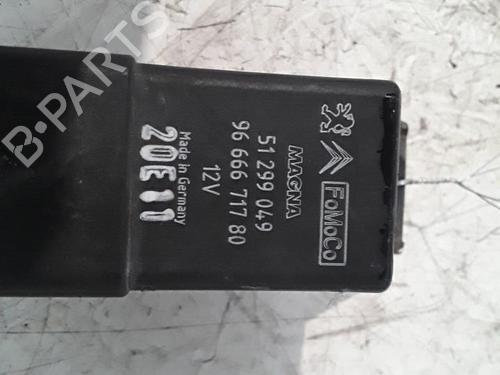 FoMoCo
MAGNA
51 299 049
96 666 717 80
12V
Made in Germany
20E11
B-PARTS